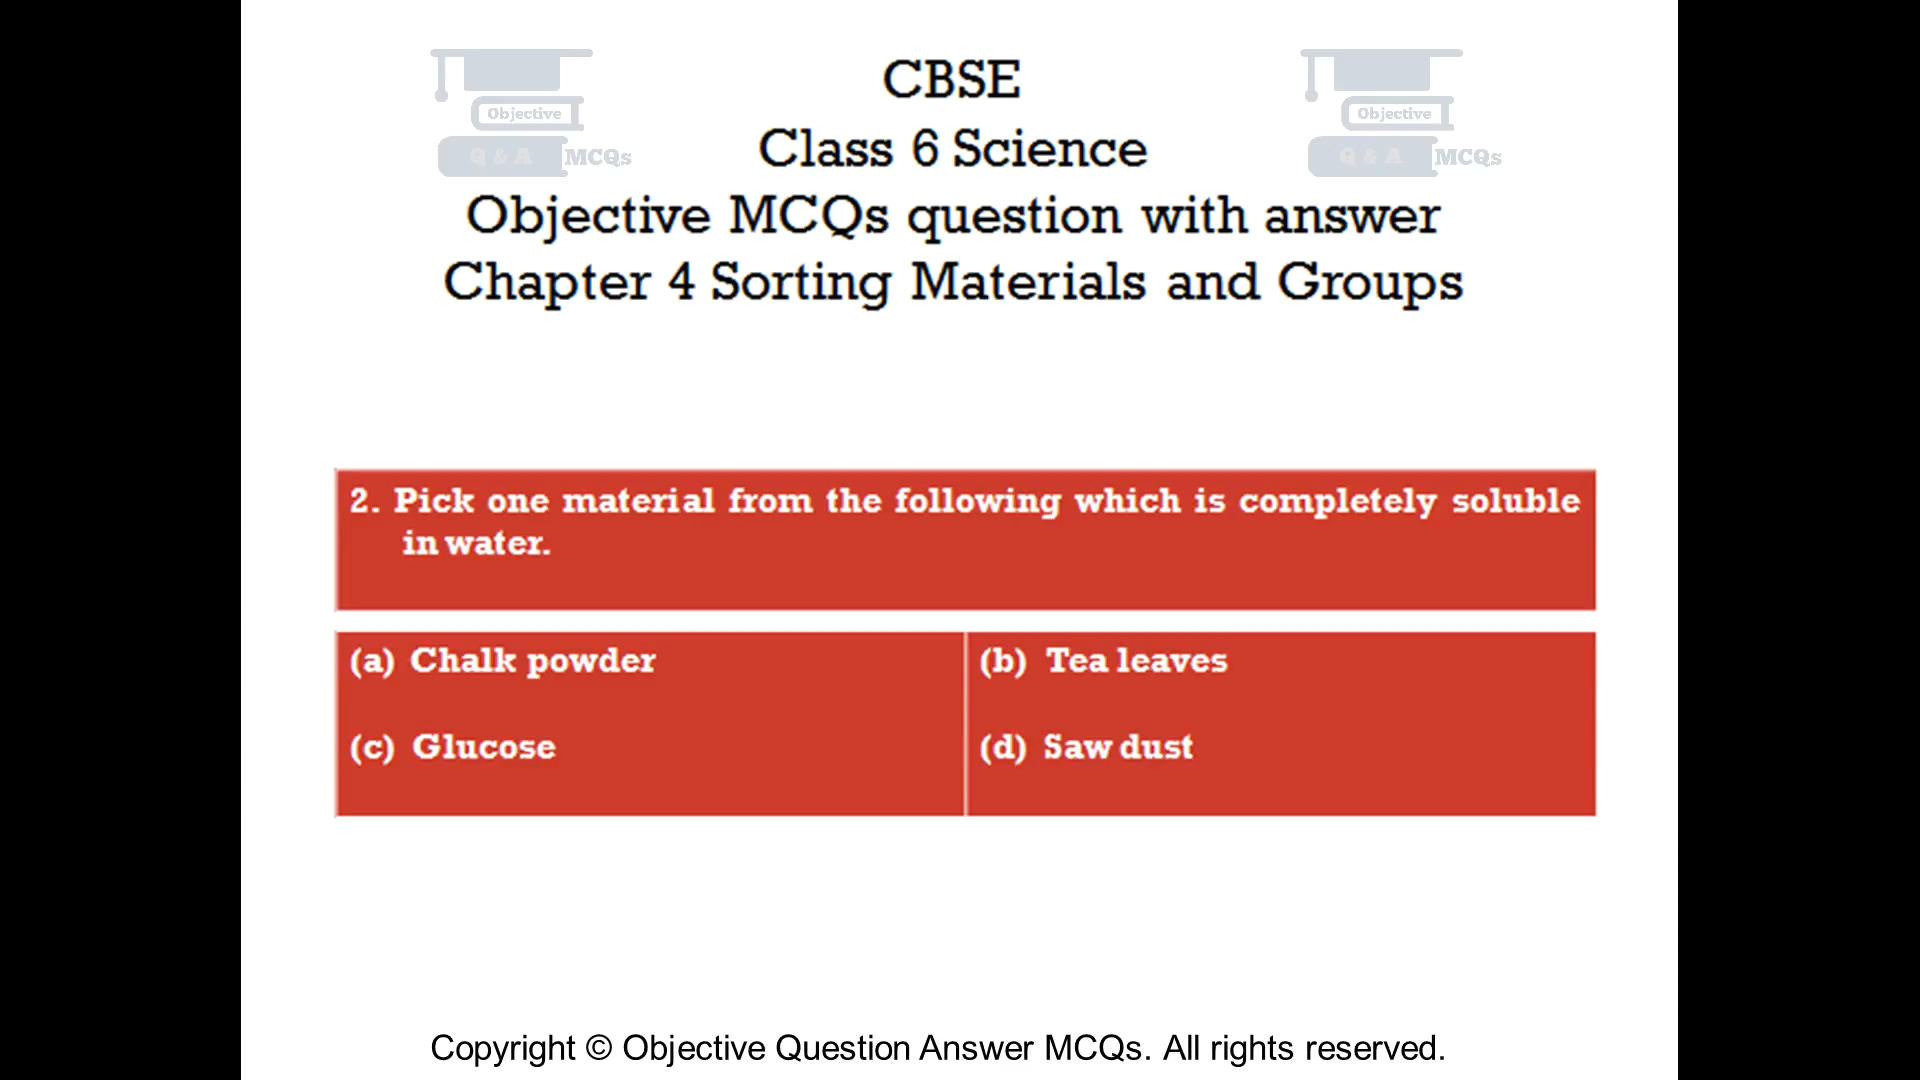 Objective
Q & A MCQs
Objective
Q & A MCQs
CBSE
Class 6 Science
Objective MCQs question with answer
Chapter 4 Sorting Materials and Groups
2. Pick one material from the following which is completely soluble
in water.
(a) Chalk powder
(b) Tea leaves
(c) Glucose
(d) Saw dust
Copyright © Objective Question Answer MCQs. All rights reserved.